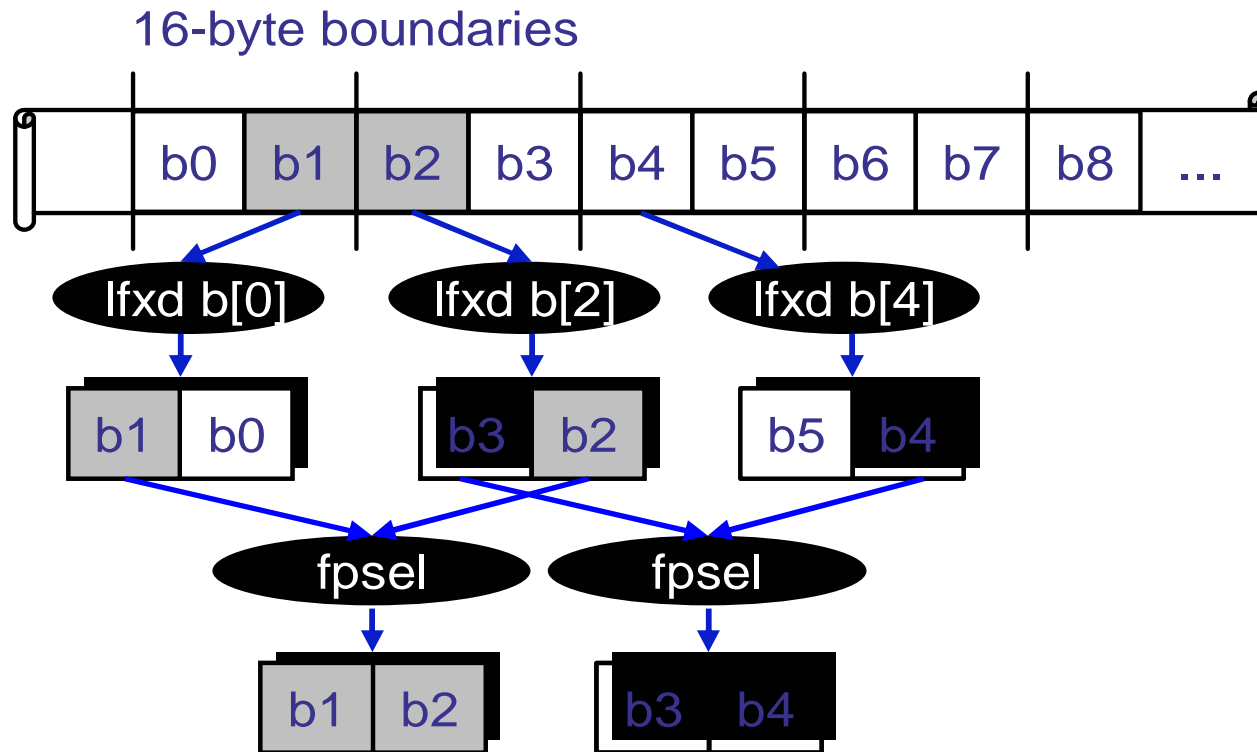 16-byte boundaries
b0 b1 b2 b3 b4 b5 b6 b7 b8 ...
lfxd b[0] lfxd b[2] lfxd b[4]
b1 b0 b3 b2 b5 b4
fpsel fpsel
b1 b2 b3 b4